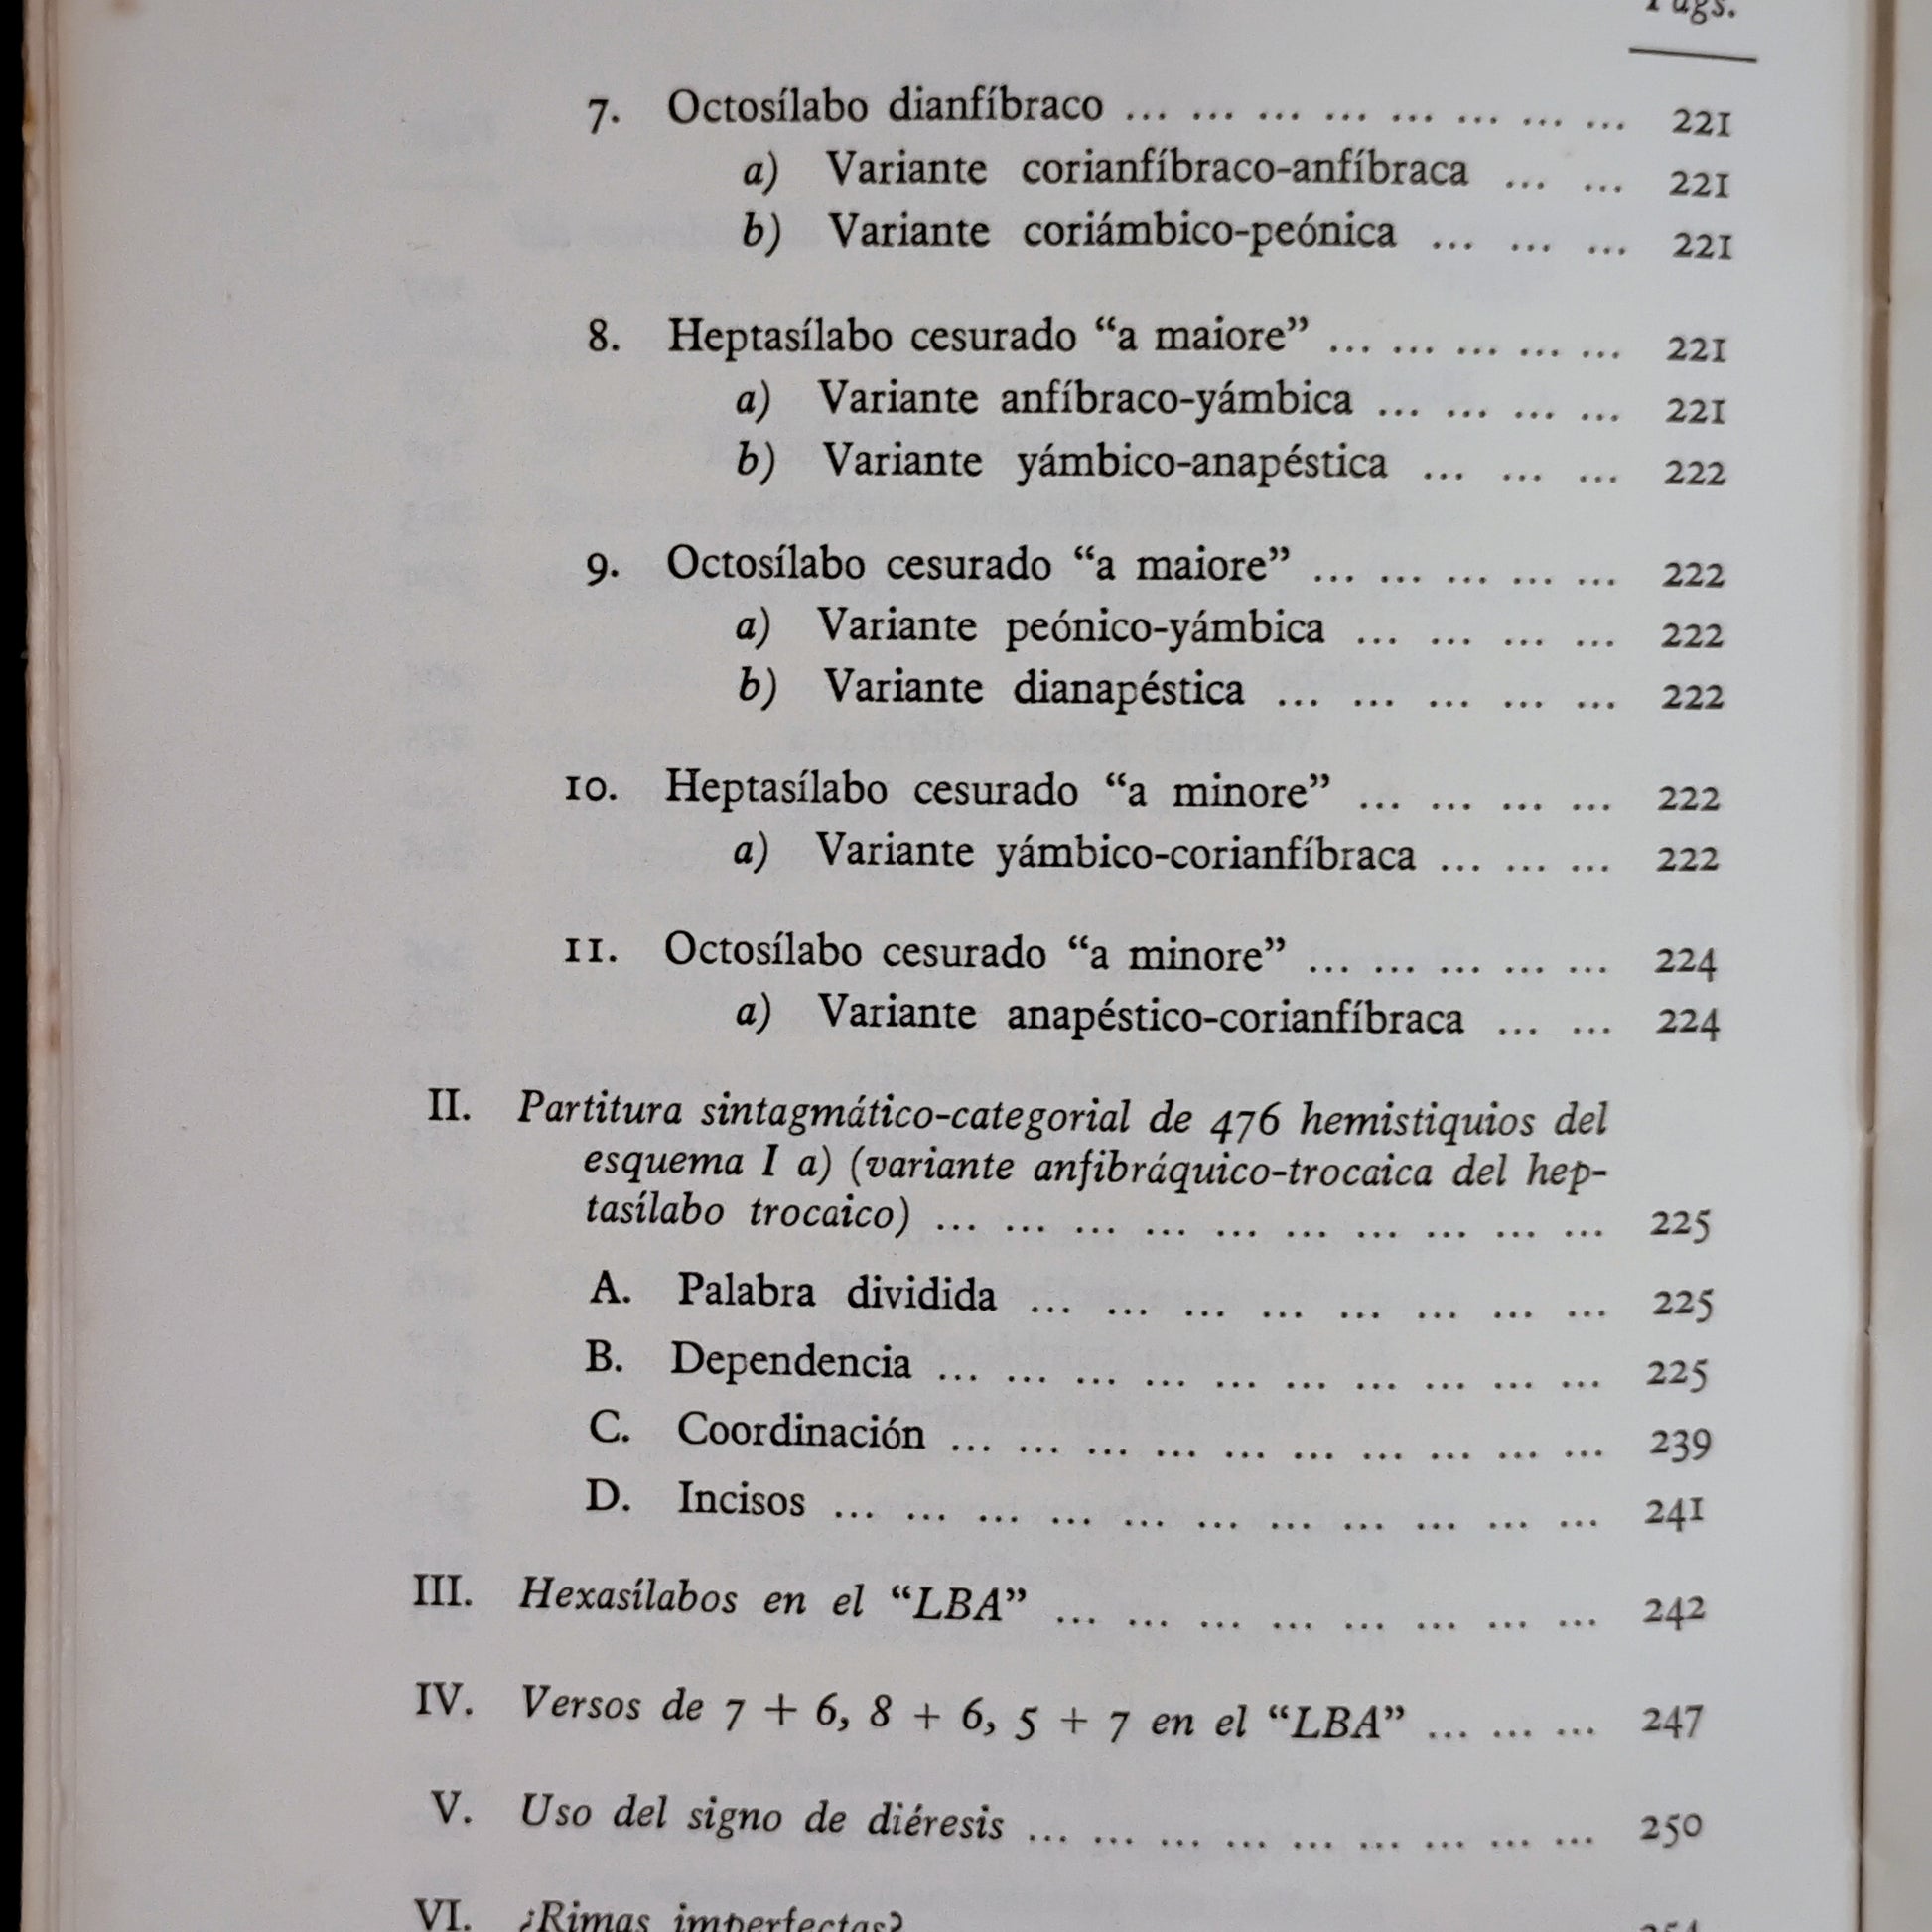 Págs.
7. Octosílabo dianfíbraco ... ... ... ... ... ... ... ... 221
a) Variante corianfíbraco-anfíbraca ... ... 221
b) Variante coriámbico-peónica ... ... ... 221
8. Heptasílabo cesurado “a maiore” ... ... ... ... ... 221
a) Variante anfíbraco-yámbica ... ... ... ... 221
b) Variante yámbico-anapéstica ... ... ... 222
9. Octosílabo cesurado “a maiore” ... ... ... ... ... 222
a) Variante peónico-yámbica ... ... ... ... 222
b) Variante dianapéstica ... ... ... ... ... 222
10. Heptasílabo cesurado “a minore” ... ... ... ... 222
a) Variante yámbico-corianfíbraca ... ... ... 222
11. Octosílabo cesurado “a minore” ... ... ... ... ... 224
a) Variante anapéstico-corianfíbraca ... ... 224
II. Partitura sintagmático-categorial de 476 hemistiquios del
esquema I a) (variante anfibráquico-trocaica del hep-
tasílabo trocaico) ... ... ... ... ... ... ... ... ... ... 225
A. Palabra dividida ... ... ... ... ... ... ... ... 225
B. Dependencia ... ... ... ... ... ... ... ... ... ... 225
C. Coordinación ... ... ... ... ... ... ... ... ... ... 239
D. Incisos ... ... ... ... ... ... ... ... ... ... ... 241
III. Hexasílabos en el “LBA” ... ... ... ... ... ... ... ... 242
IV. Versos de 7 + 6, 8 + 6, 5 + 7 en el “LBA” ... ... ... 247
V. Uso del signo de diéresis ... ... ... ... ... ... ... ... ... 250
VI. ¿Rimas imperfectas?